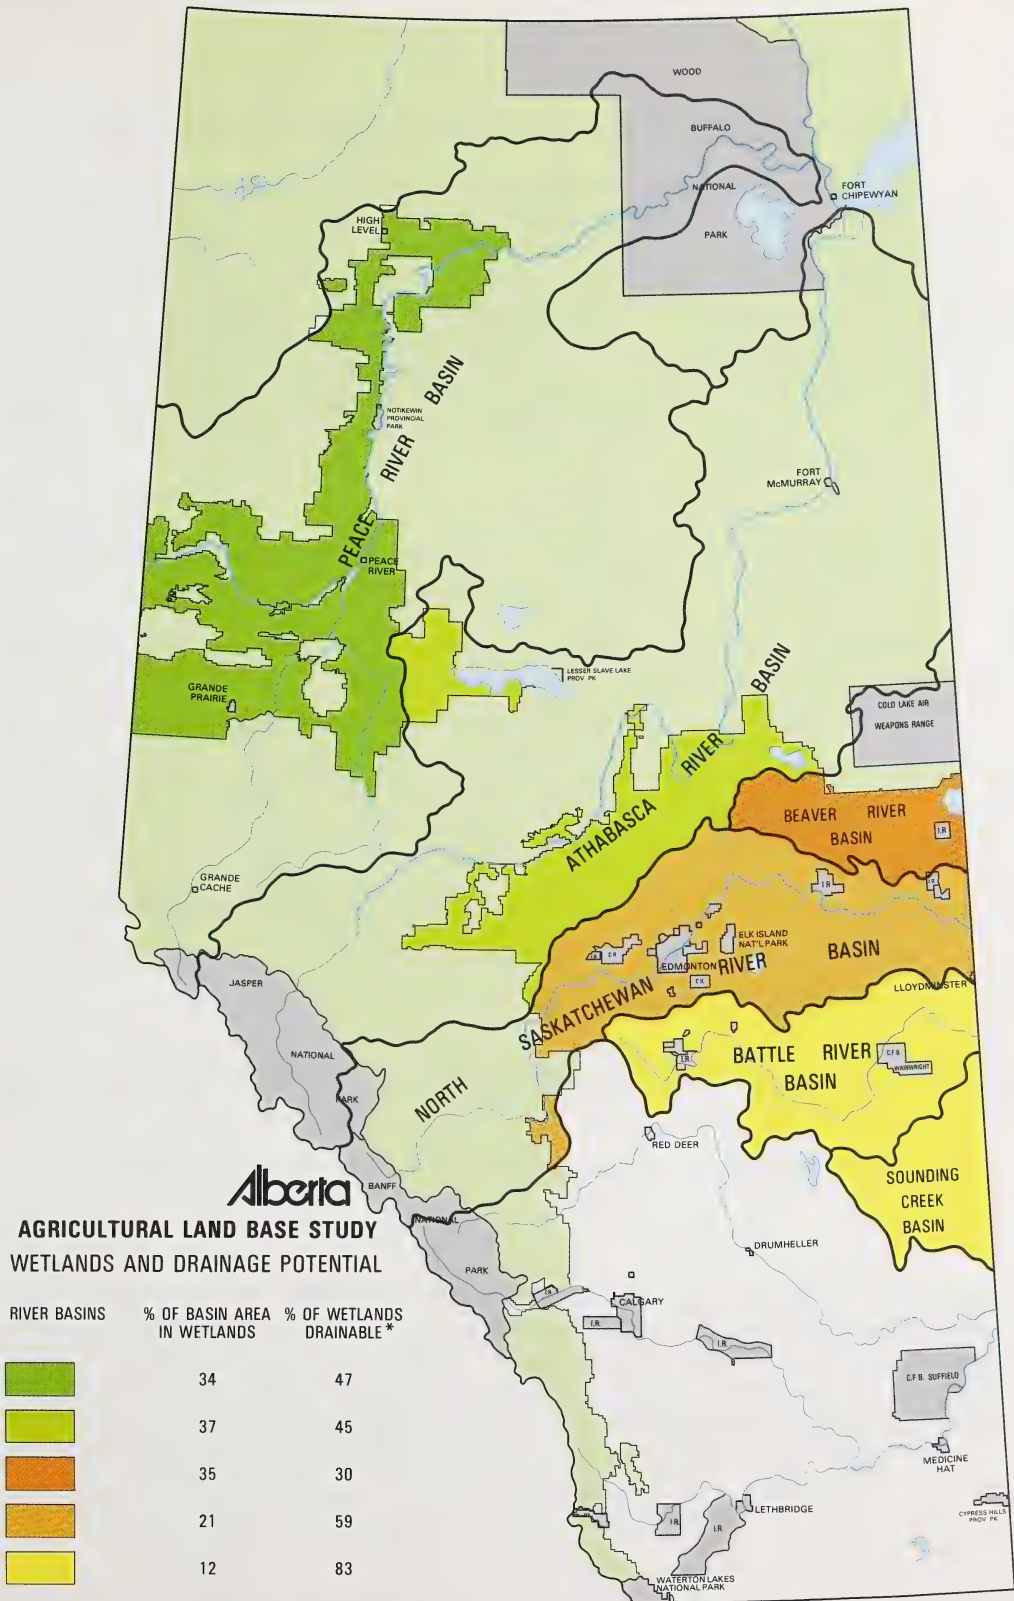 WOOD
BUFFALO
NATIONAL
PARK
FORT
CHIPEWYAN
HIGH
LEVEL
NOTIKEWIN
PROVINCIAL
PARK
PEACE RIVER BASIN
FORT
McMURRAY
PEACE
RIVER
LESSER SLAVE LAKE
PROV PK
GRANDE
PRAIRIE
COLD LAKE AIR
WEAPONS RANGE
ATHABASCA RIVER BASIN
BEAVER RIVER
BASIN
I.R.
GRANDE
CACHE
I.R.
I.R.
ELK ISLAND
NAT'L PARK
I.R.
C.R.
EDMONTON
C.R.
NORTH SASKATCHEWAN RIVER BASIN
LLOYDMINSTER
JASPER
NATIONAL
PARK
BATTLE RIVER
BASIN
I.R.
C.F.B.
WAINWRIGHT
RED DEER
SOUNDING
CREEK
BASIN
BANFF
NATIONAL
PARK
DRUMHELLER
I.R.
CALGARY
I.R.
I.R.
C.F.B. SUFFIELD
MEDICINE
HAT
CYPRESS HILLS
PROV PK
LETHBRIDGE
I.R.
I.R.
WATERTON LAKES
NATIONAL PARK
Alberta
AGRICULTURAL LAND BASE STUDY
WETLANDS AND DRAINAGE POTENTIAL
RIVER BASINS % OF BASIN AREA IN WETLANDS % OF WETLANDS DRAINABLE*
34 47
37 45
35 30
21 59
12 83